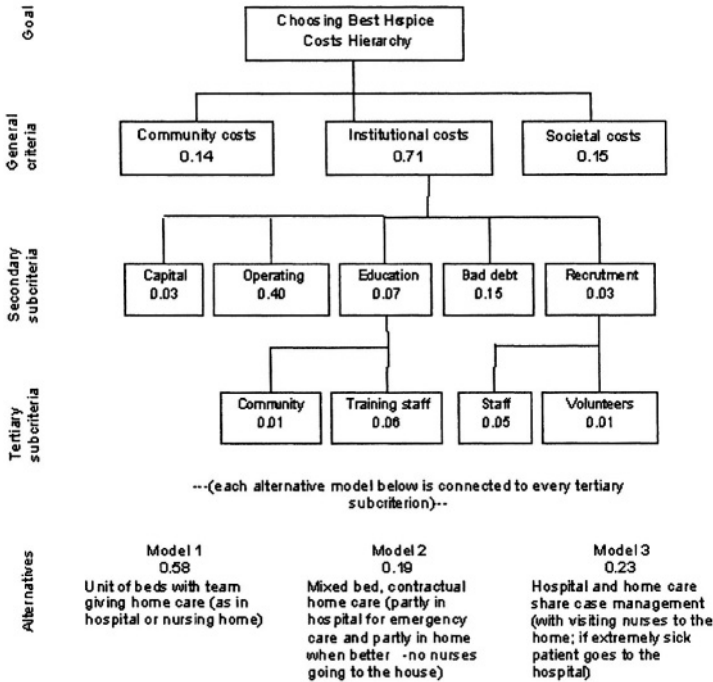 Goal
Choosing Best Hospice
Costs Hierarchy
General
criteria
Community costs
0.14
Institutional costs
0.71
Societal costs
0.15
Secondary
subcriteria
Capital
0.03
Operating
0.40
Education
0.07
Bad debt
0.15
Recrutment
0.03
Tertiary
subcriteria
Community
0.01
Training staff
0.06
Staff
0.05
Volunteers
0.01
---(each alternative model below is connected to every tertiary
subcriterion)--
Alternatives
Model 1
0.58
Unit of beds with team
giving home care (as in
hospital or nursing home)
Model 2
0.19
Mixed bed, contractual
home care (partly in
hospital for emergency
care and partly in home
when better -no nurses
going to the house)
Model 3
0.23
Hospital and home care
share case management
(with visiting nurses to the
home; if extremely sick
patient goes to the
hospital)